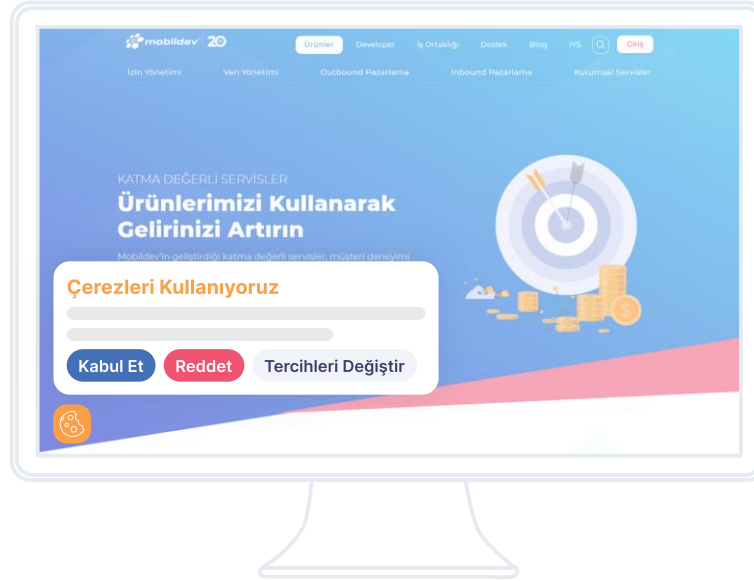 mobildev 20
Ürünler Developer İş Ortaklığı Destek Blog İYS Giriş
İzin Yönetimi Veri Yönetimi Outbound Pazarlama Inbound Pazarlama Kurumsal Servisler
KATMA DEĞERLİ SERVİSLER
Ürünlerimizi Kullanarak
Gelirinizi Artırın
Mobildev'in geliştirdiği katma değerli servisler, müşteri deneyimi
Çerezleri Kullanıyoruz
Kabul Et Reddet Tercihleri Değiştir